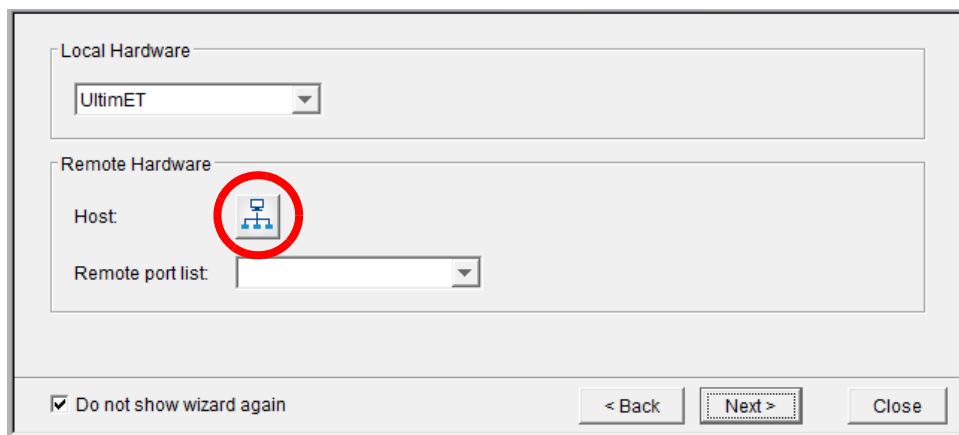 Local Hardware
UltimET
Remote Hardware
Host:
Remote port list:
Do not show wizard again
< Back
Next >
Close